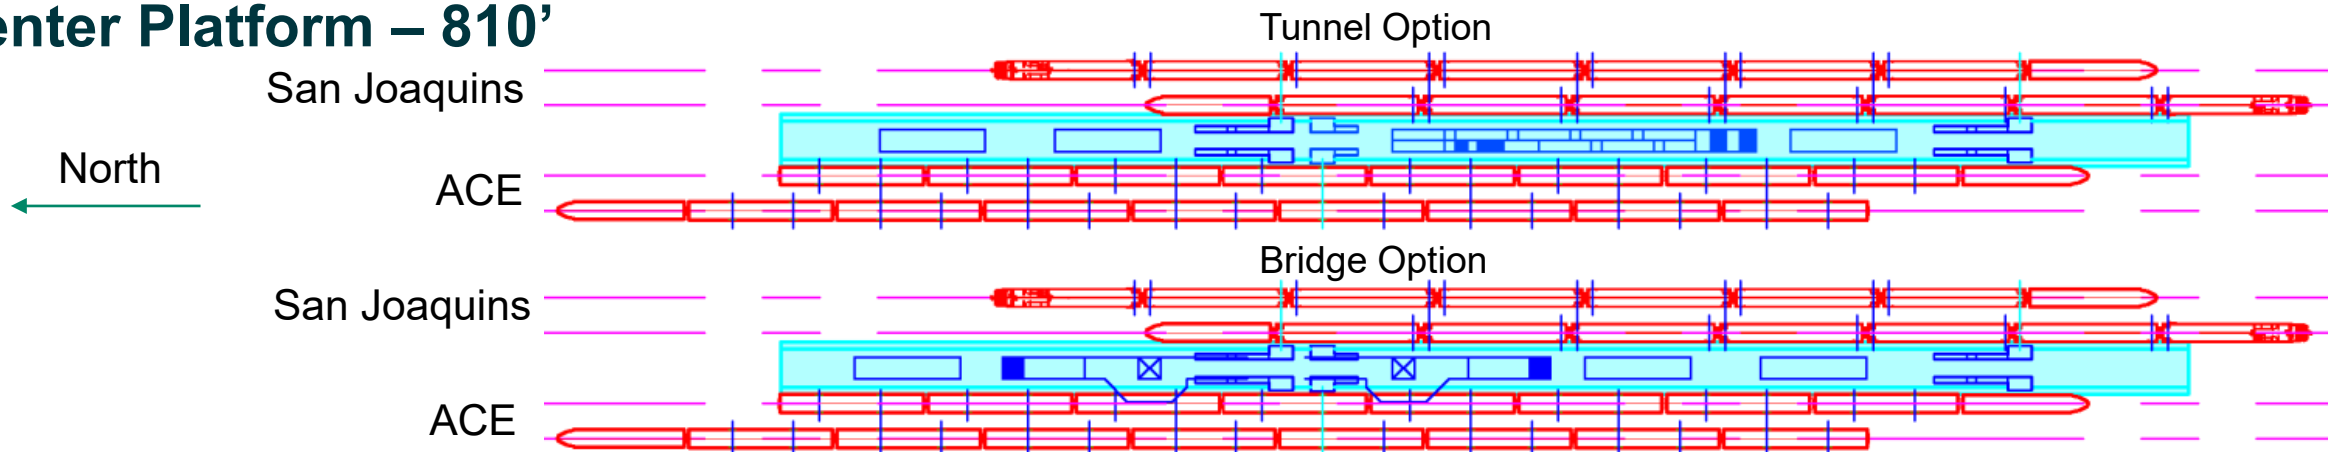 enter Platform – 810’
Tunnel Option
San Joaquins
North
ACE
Bridge Option
San Joaquins
ACE